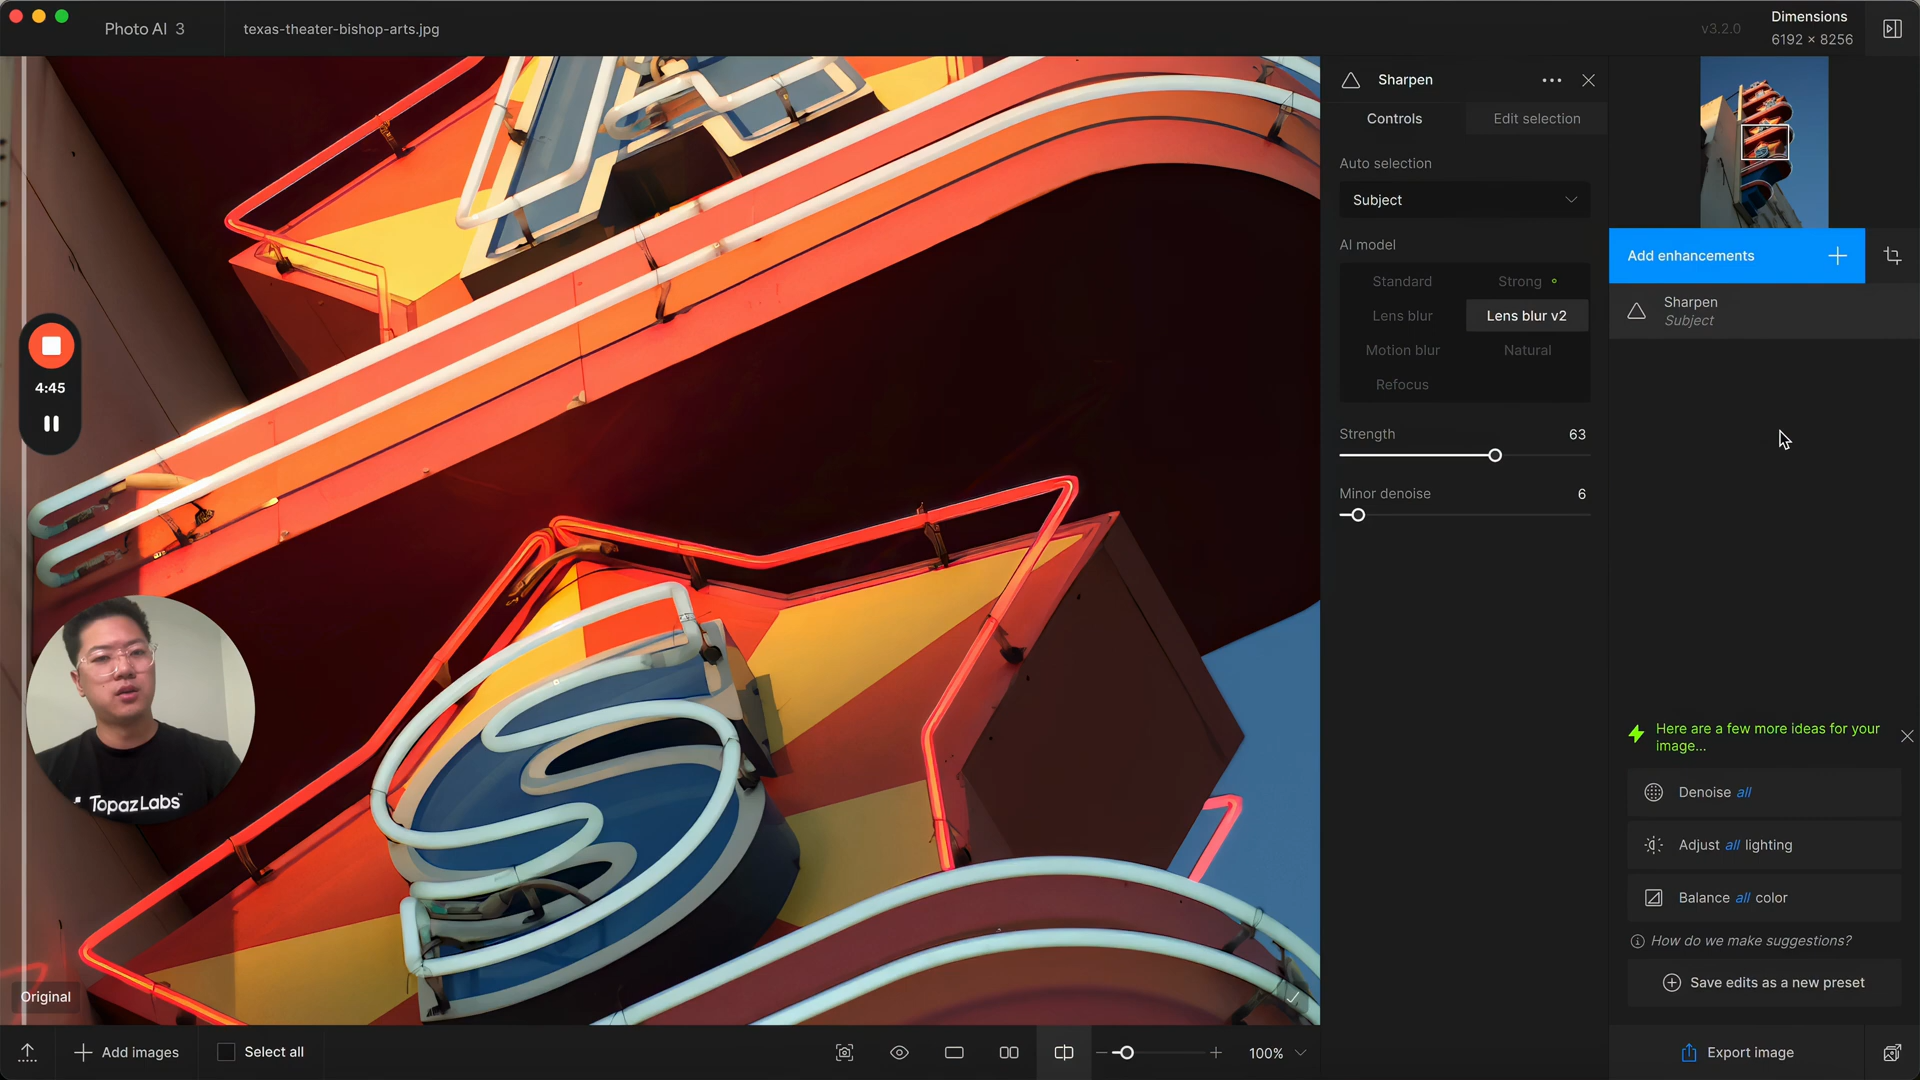 Photo AI 3
texas-theater-bishop-arts.jpg
v3.2.0
Dimensions
6192 × 8256
Sharpen
Controls
Edit selection
Auto selection
Subject
AI model
Standard
Strong
Lens blur
Lens blur v2
Motion blur
Natural
Refocus
Strength
63
Minor denoise
6
Add enhancements
Sharpen
Subject
4:45
S
TopazLabs™
Original
Here are a few more ideas for your
image...
Denoise all
Adjust all lighting
Balance all color
How do we make suggestions?
Save edits as a new preset
Add images
Select all
100%
Export image